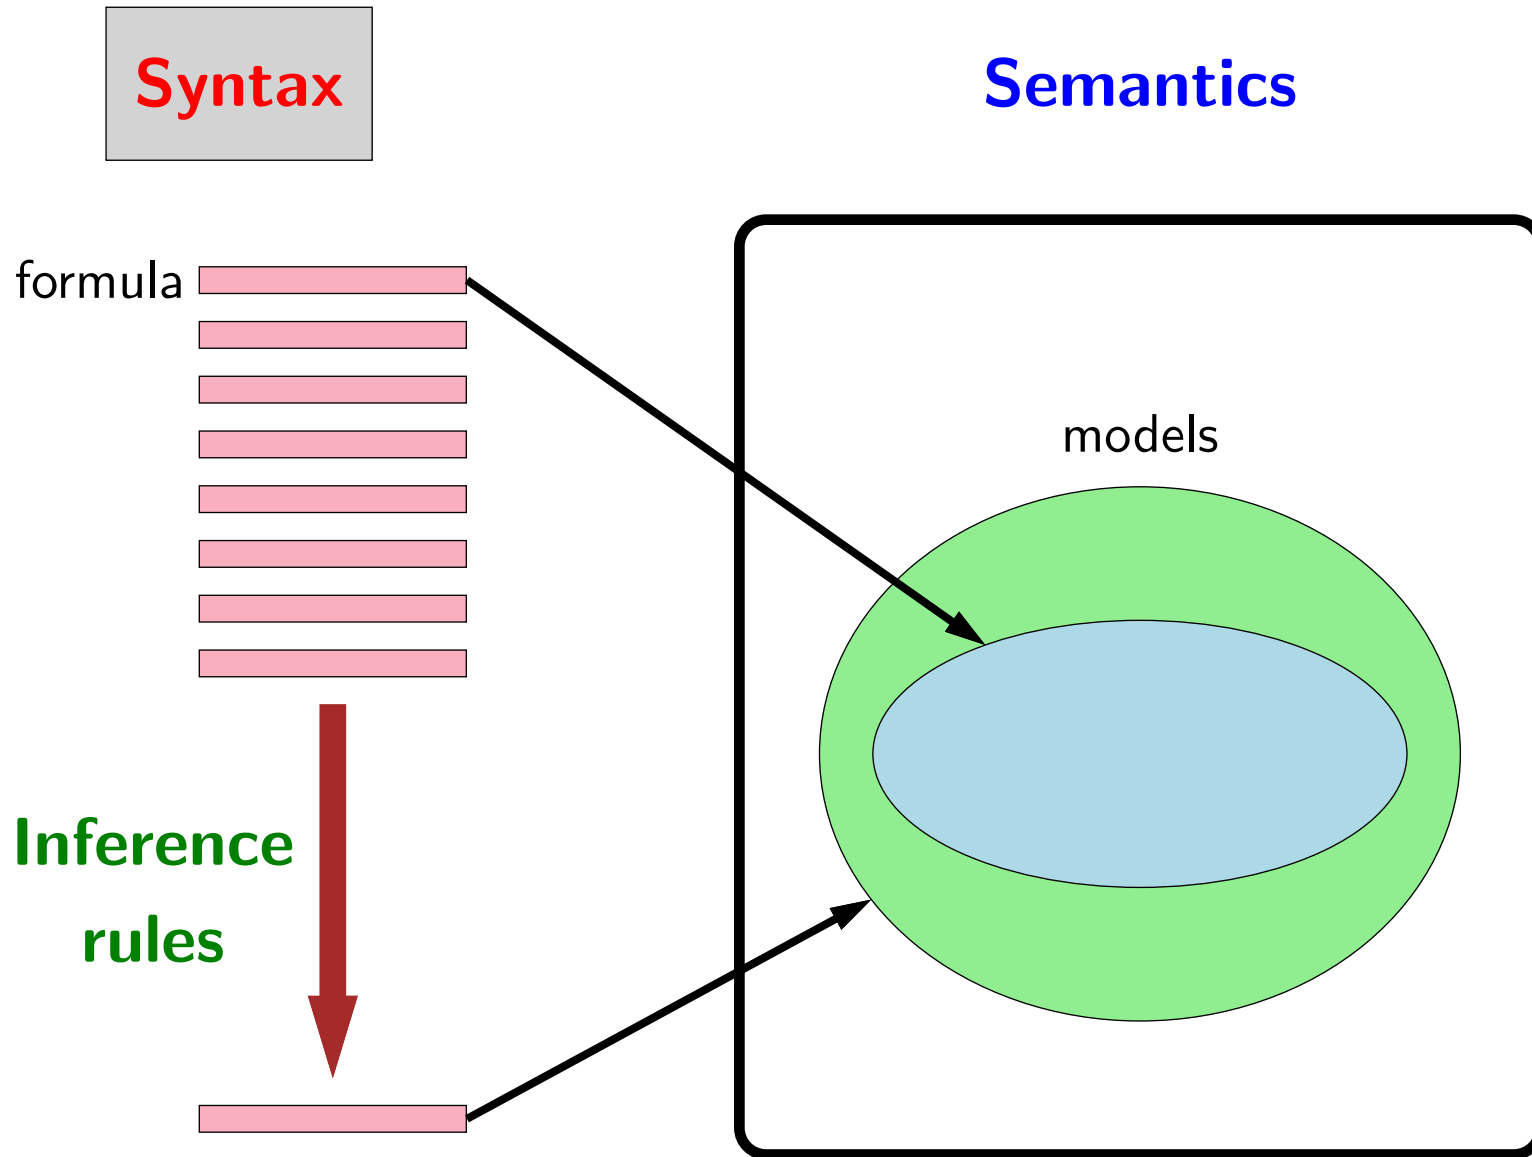 Syntax
Semantics
formula
models
Inference
rules